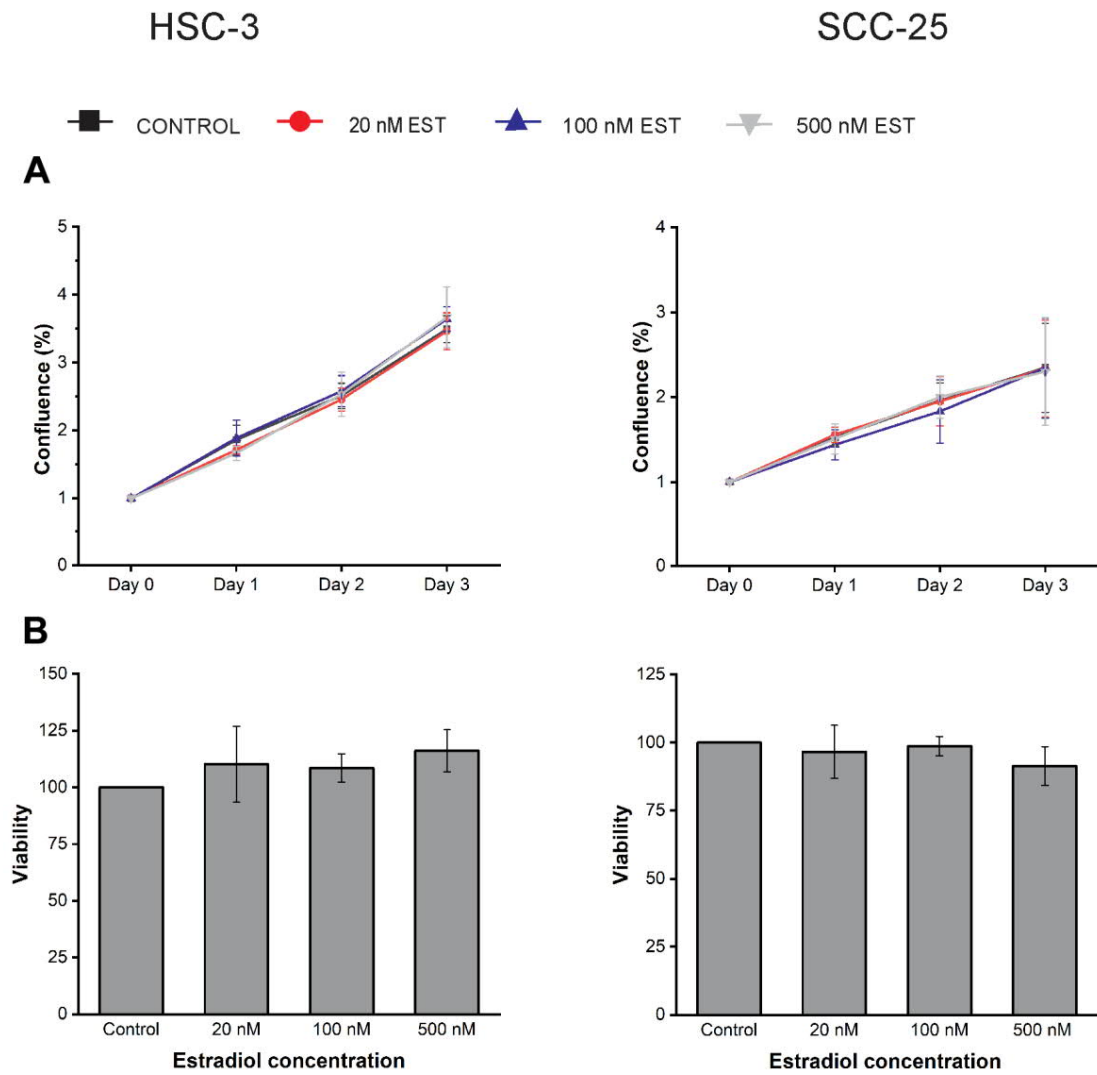 HSC-3
SCC-25
CONTROL
20 nM EST
100 nM EST
500 nM EST
A
Confluence (%)
5
4
3
2
1
0
Day 0 Day 1 Day 2 Day 3
Confluence (%)
4
3
2
1
0
Day 0 Day 1 Day 2 Day 3
B
Viability
150
125
100
75
50
25
0
Control 20 nM 100 nM 500 nM
Estradiol concentration
Viability
125
100
75
50
25
0
Control 20 nM 100 nM 500 nM
Estradiol concentration